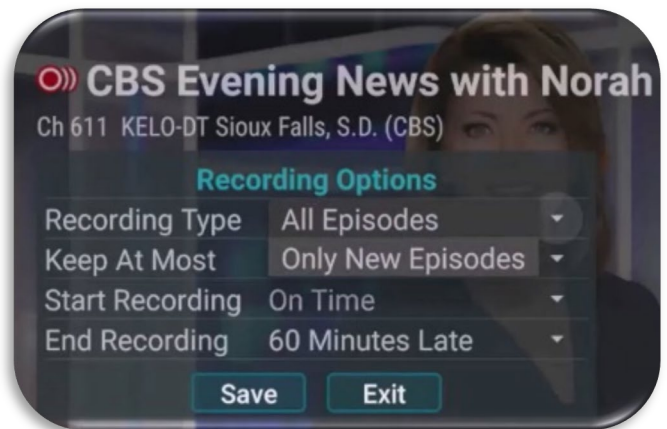 CBS Evening News with Norah
Ch 611 KELO-DT Sioux Falls, S.D. (CBS)
Recording Options
Recording Type All Episodes
Keep At Most Only New Episodes
Start Recording On Time
End Recording 60 Minutes Late
Save Exit